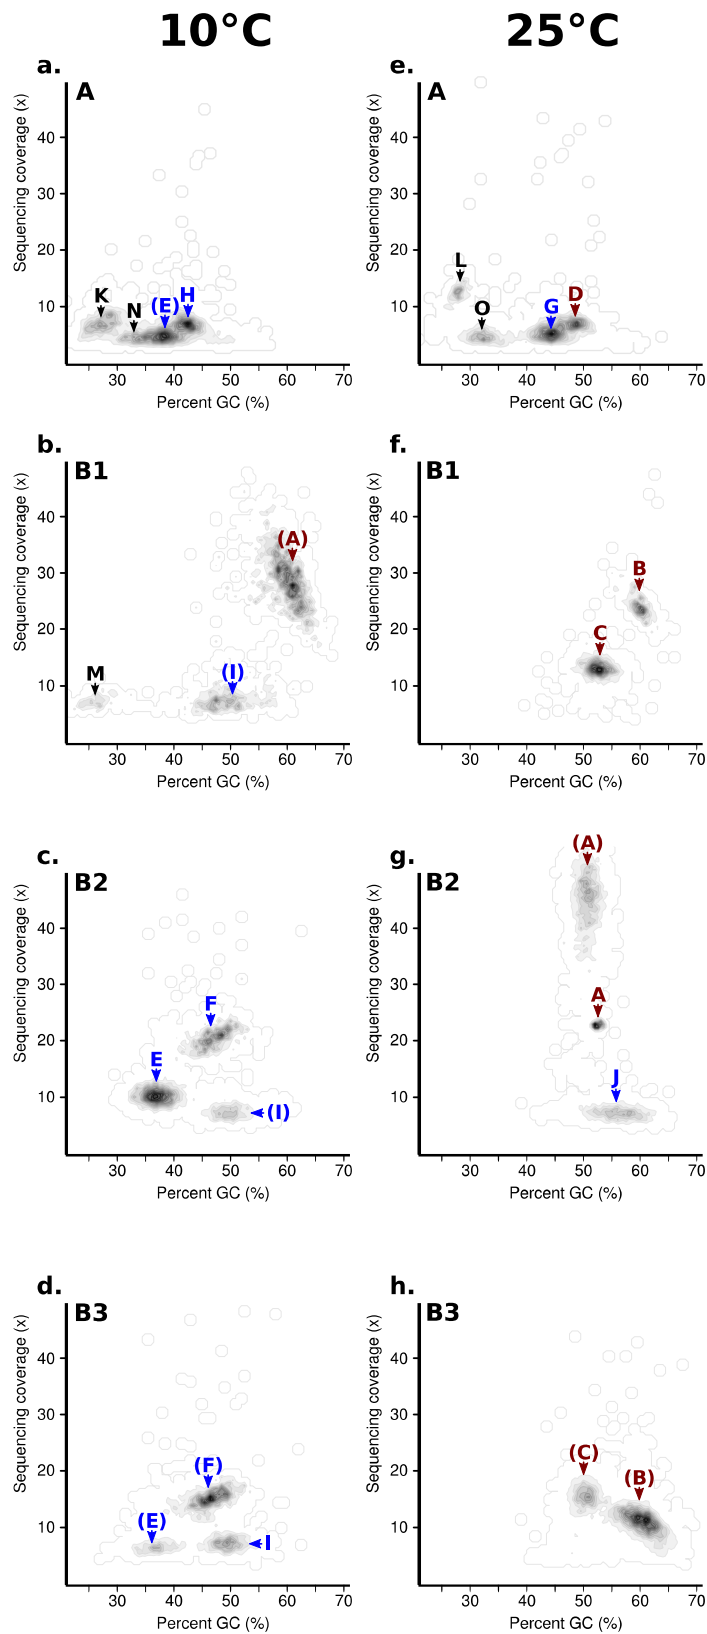 10°C
25°C
a.
A
Sequencing coverage (x)
40
30
20
10
K
N
(E)
H
30 40 50 60 70
Percent GC (%)
e.
A
Sequencing coverage (x)
40
30
20
10
L
O
G
D
30 40 50 60 70
Percent GC (%)
b.
B1
Sequencing coverage (x)
40
30
20
10
(A)
M
(I)
30 40 50 60 70
Percent GC (%)
f.
B1
Sequencing coverage (x)
40
30
20
10
B
C
30 40 50 60 70
Percent GC (%)
c.
B2
Sequencing coverage (x)
40
30
20
10
F
E
(I)
30 40 50 60 70
Percent GC (%)
g.
B2
Sequencing coverage (x)
40
30
20
10
(A)
A
J
30 40 50 60 70
Percent GC (%)
d.
B3
Sequencing coverage (x)
40
30
20
10
(F)
(E)
I
30 40 50 60 70
Percent GC (%)
h.
B3
Sequencing coverage (x)
40
30
20
10
(C)
(B)
30 40 50 60 70
Percent GC (%)